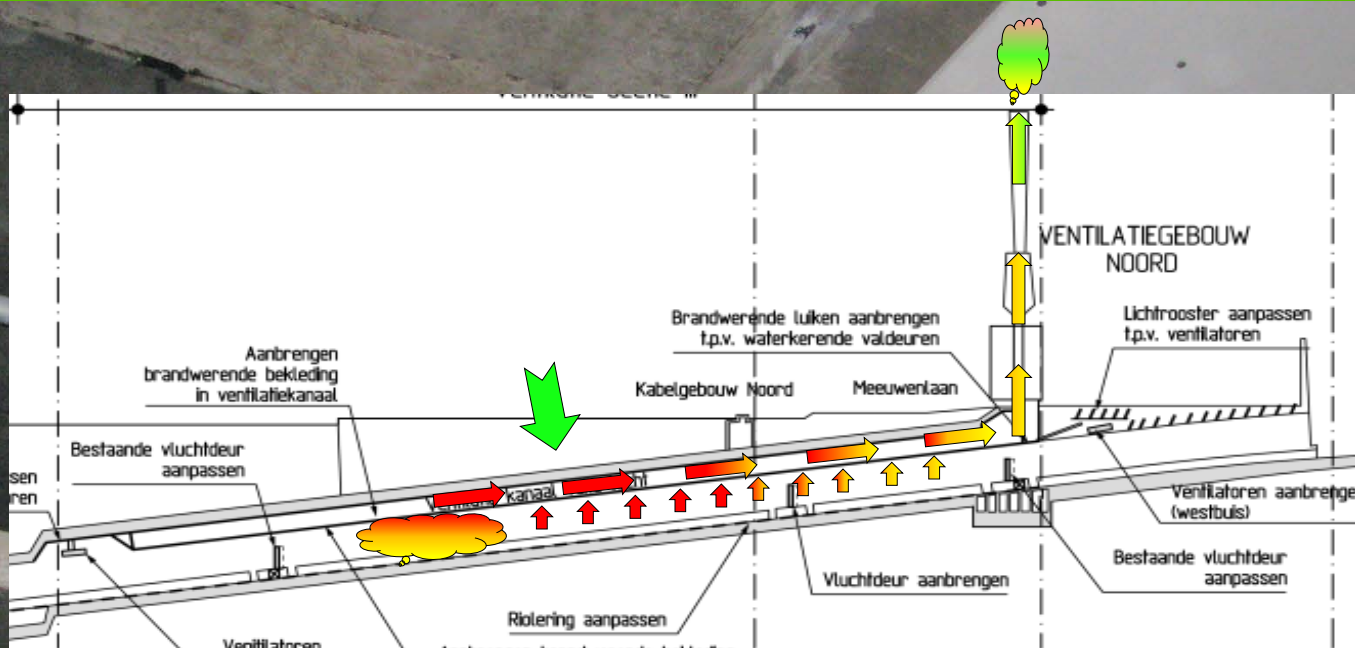 VENTILATIEGEBOUW
NOORD
Brandwerende luiken aanbrengen
t.p.v. waterkerende valdeuren
Lichtrooster aanpassen
t.p.v. ventilatoren
Aanbrengen
brandwerende bekleding
in ventilatiekanaal
Kabelgebouw Noord
Meeuwenlaan
Bestaande vluchtdeur
aanpassen
kanaal
Ventilatoren aanbrenge
(westbuis)
Bestaande vluchtdeur
aanpassen
Vluchtdeur aanbrengen
Riolering aanpassen